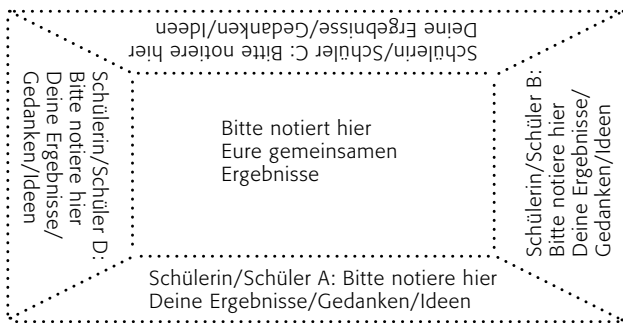 Schülerin/Schüler C: Bitte notiere hier
Deine Ergebnisse/Gedanken/Ideen
Schülerin/Schüler D:
Bitte notiere hier
Deine Ergebnisse/
Gedanken/Ideen
Bitte notiert hier
Eure gemeinsamen
Ergebnisse
Schülerin/Schüler B:
Bitte notiere hier
Deine Ergebnisse/
Gedanken/Ideen
Schülerin/Schüler A: Bitte notiere hier
Deine Ergebnisse/Gedanken/Ideen